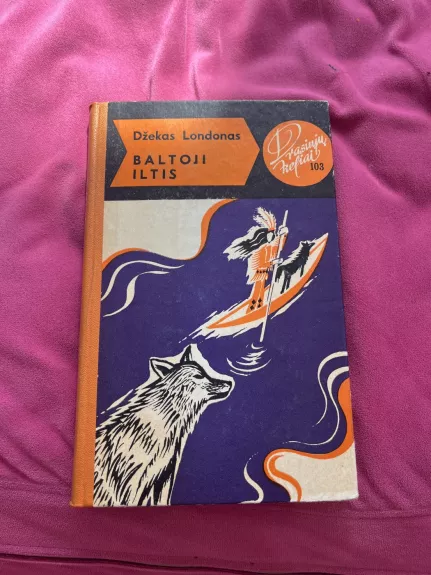 Džekas Londonas
BALTOJI
ILTIS
Drąsiųjų
keliai
103